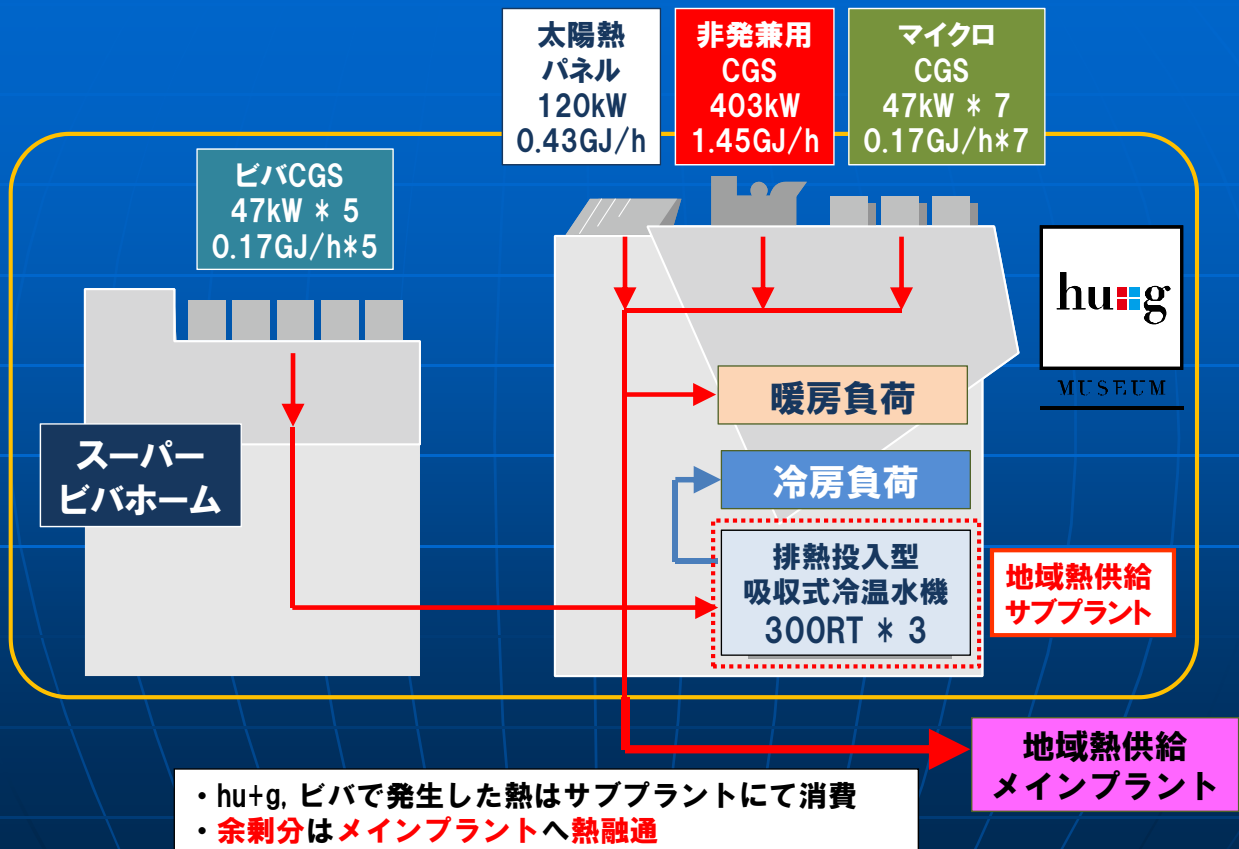 太陽熱
パネル
120kW
0.43GJ/h
非発兼用
CGS
403kW
1.45GJ/h
マイクロ
CGS
47kW * 7
0.17GJ/h*7
ビバCGS
47kW * 5
0.17GJ/h*5
hu+g
MUSEUM
暖房負荷
スーパー
ビバホーム
冷房負荷
排熱投入型
吸収式冷温水機
300RT * 3
地域熱供給
サブプラント
地域熱供給
メインプラント
・hu+g, ビバで発生した熱はサブプラントにて消費
・余剰分はメインプラントへ熱融通